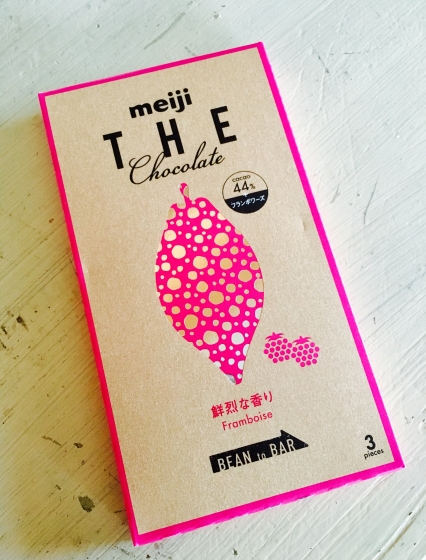 meiji
THE
Chocolate
cacao
44%
フランボワーズ
鮮烈な香り
Framboise
BEAN to BAR
3
pieces